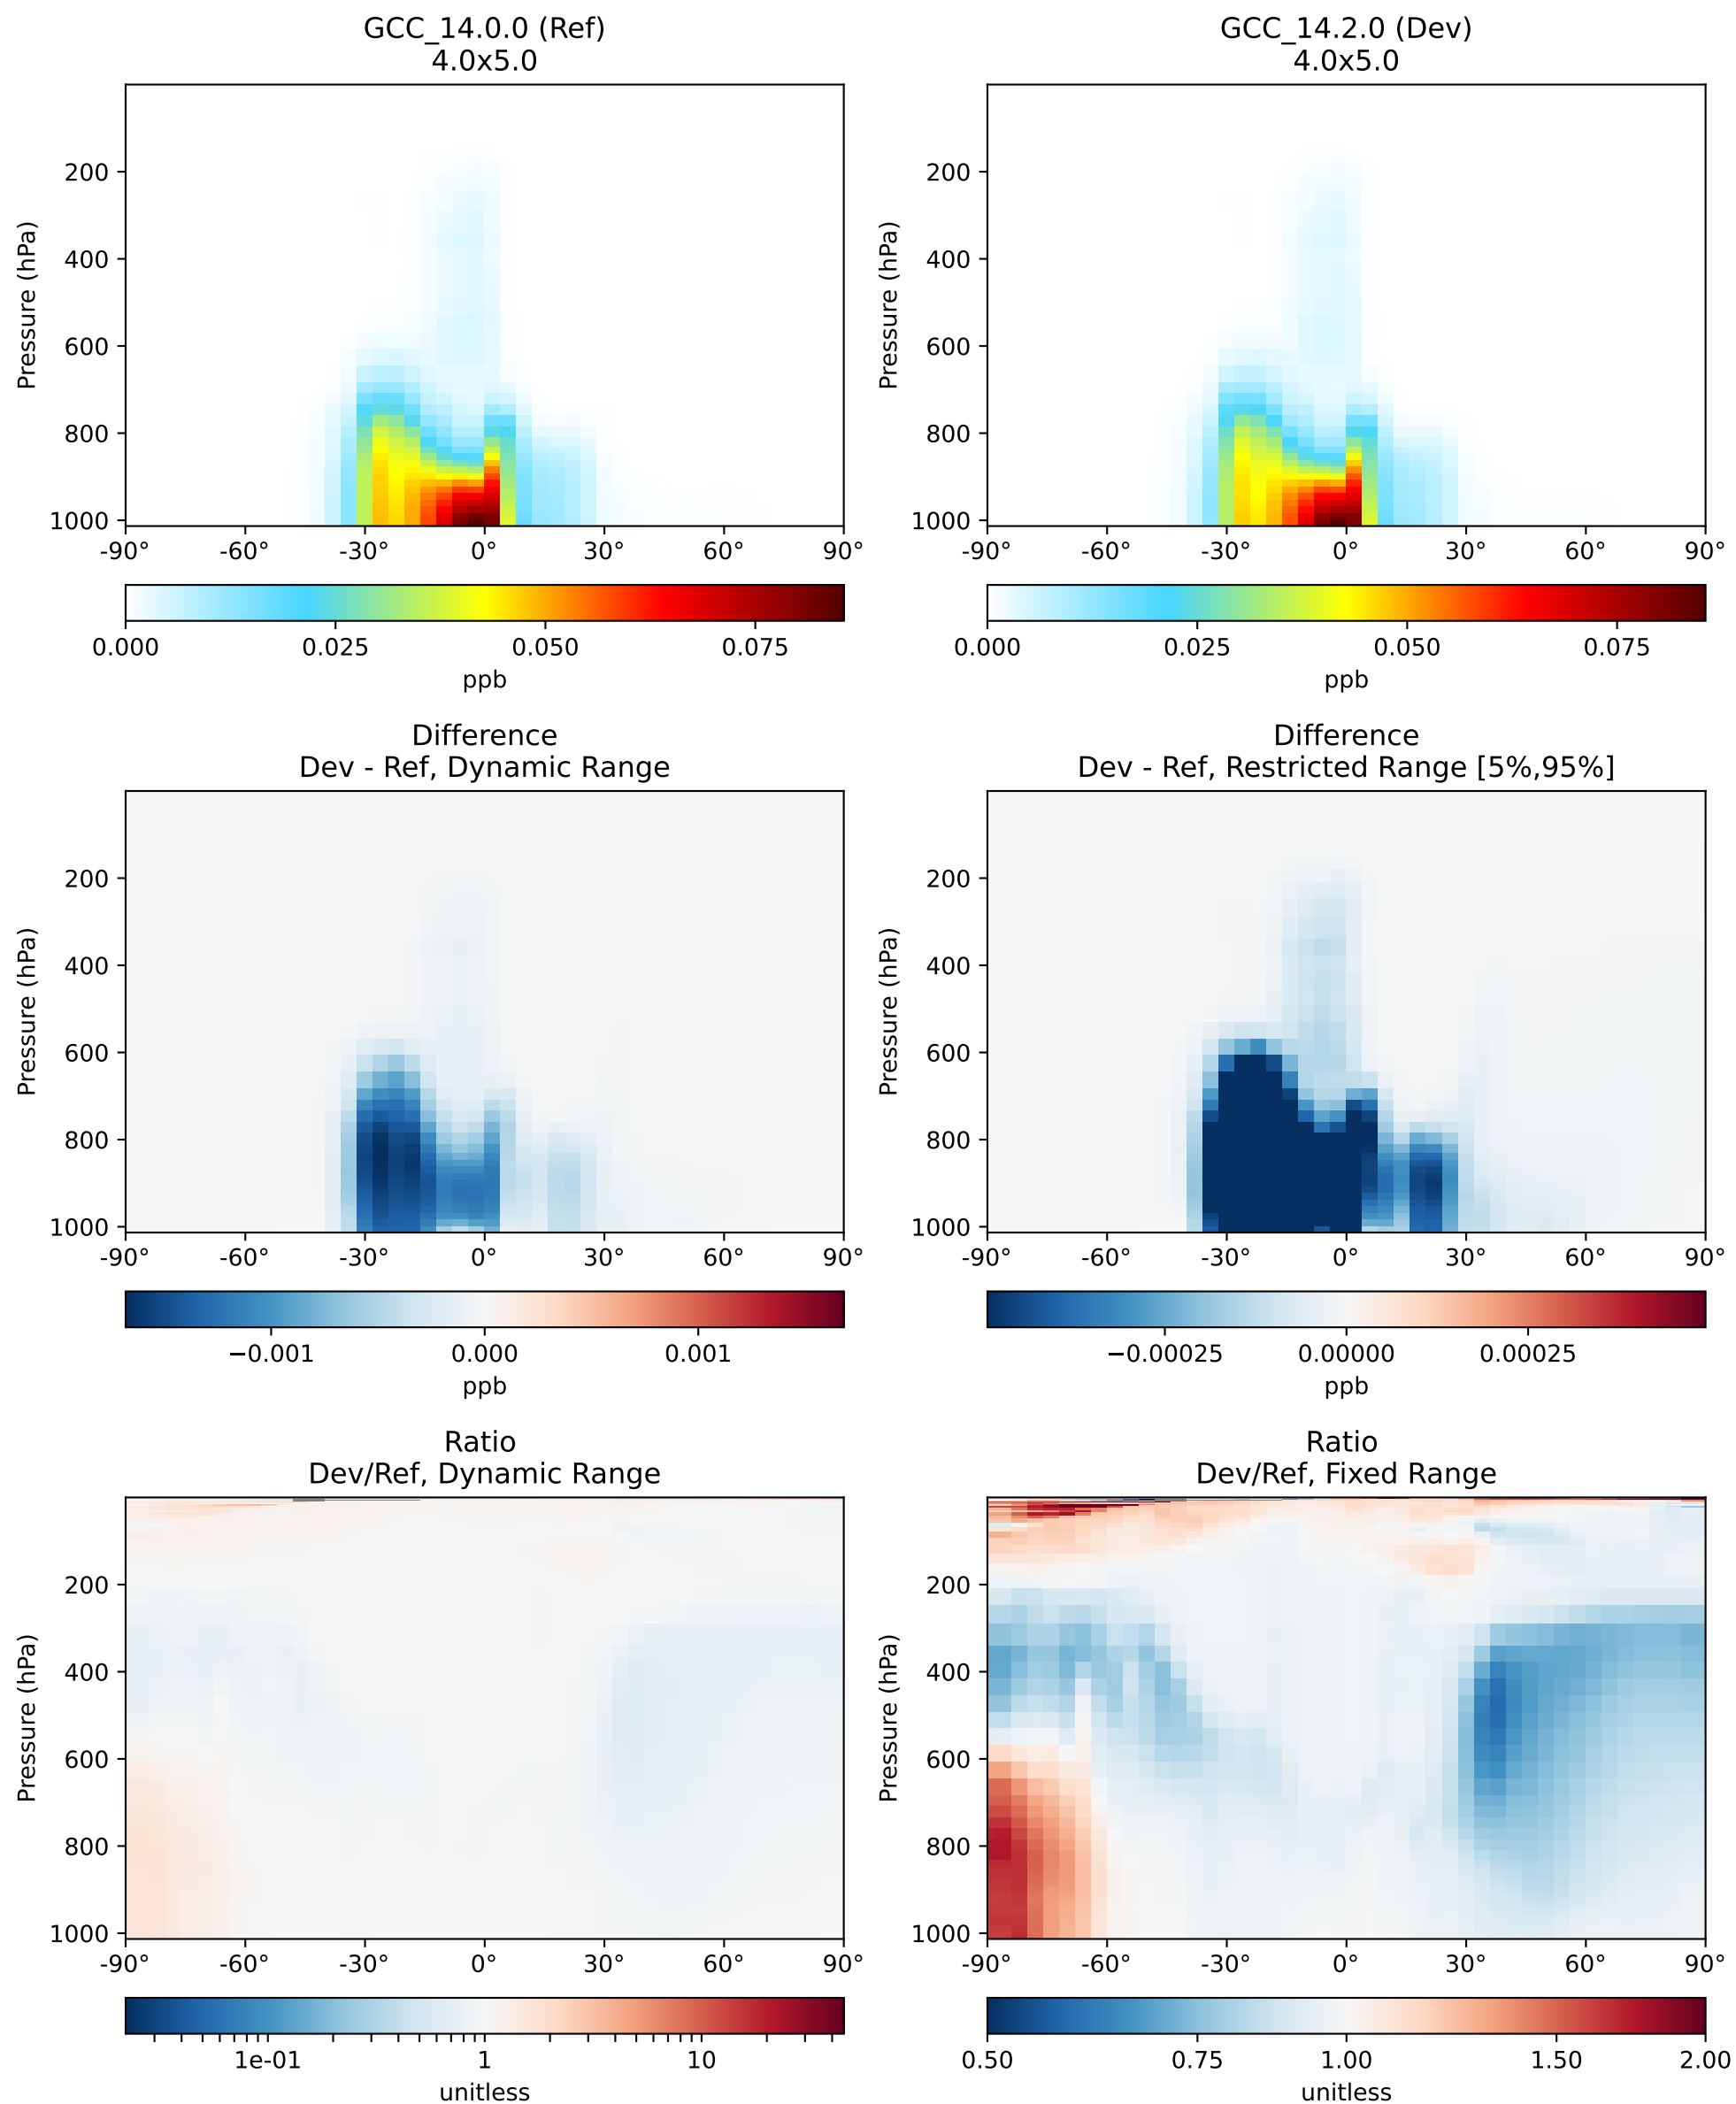 GCC_14.0.0 (Ref)
4.0x5.0
Pressure (hPa)
200
400
600
800
1000
-90° -60° -30° 0° 30° 60° 90°
0.000 0.025 0.050 0.075
ppb
GCC_14.2.0 (Dev)
4.0x5.0
Pressure (hPa)
200
400
600
800
1000
-90° -60° -30° 0° 30° 60° 90°
0.000 0.025 0.050 0.075
ppb
Difference
Dev - Ref, Dynamic Range
Pressure (hPa)
200
400
600
800
1000
-90° -60° -30° 0° 30° 60° 90°
−0.001 0.000 0.001
ppb
Difference
Dev - Ref, Restricted Range [5%,95%]
Pressure (hPa)
200
400
600
800
1000
-90° -60° -30° 0° 30° 60° 90°
−0.00025 0.00000 0.00025
ppb
Ratio
Dev/Ref, Dynamic Range
Pressure (hPa)
200
400
600
800
1000
-90° -60° -30° 0° 30° 60° 90°
1e-01 1 10
unitless
Ratio
Dev/Ref, Fixed Range
Pressure (hPa)
200
400
600
800
1000
-90° -60° -30° 0° 30° 60° 90°
0.50 0.75 1.00 1.50 2.00
unitless